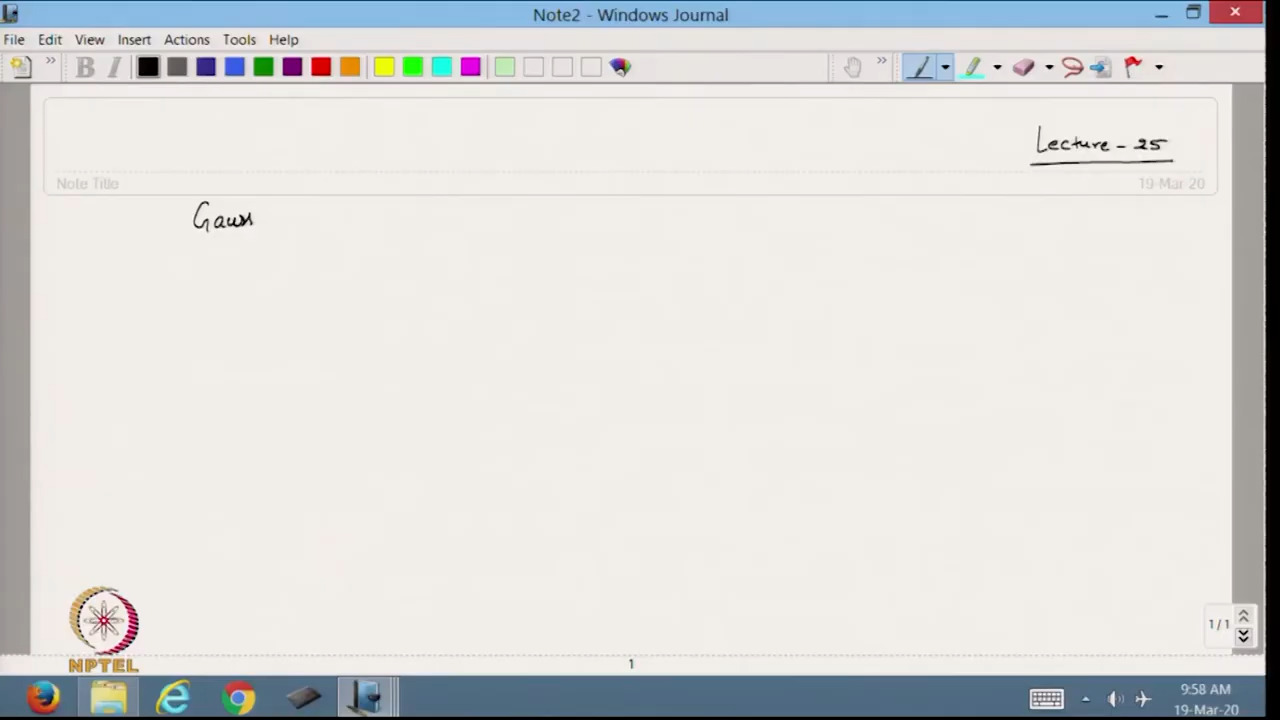 Note2 - Windows Journal
File Edit View Insert Actions Tools Help
B I
Lecture - 25
Note Title
19-Mar-20
Gauss
1/1
NPTEL
1
9:58 AM
19-Mar-20